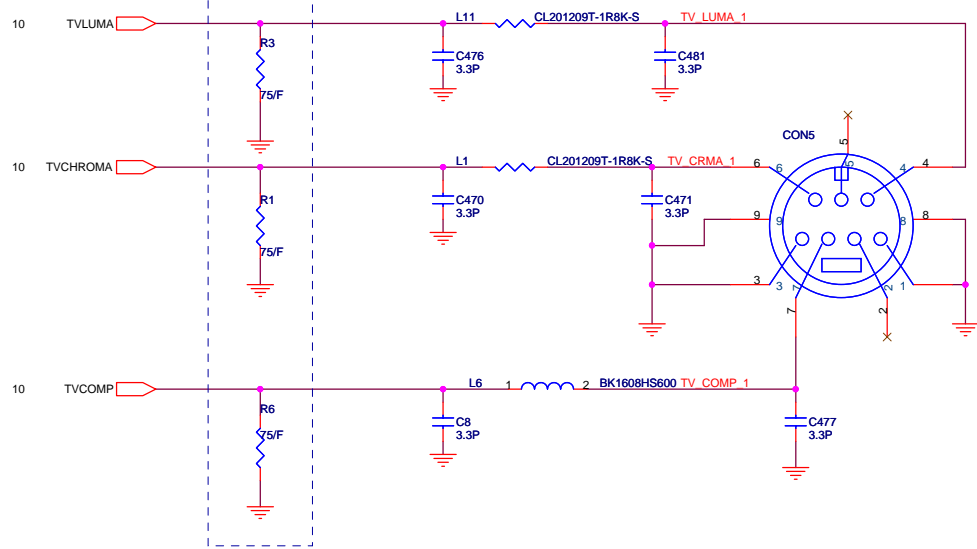 10 TVLUMA L11 CL201209T-1R8K-S TV_LUMA_1
R3
75/F
C476
3.3P
C481
3.3P
CON5
5
5
10 TVCHROMA L1 CL201209T-1R8K-S TV_CRMA_1 6 6 4 4
R1
75/F
C470
3.3P
C471
3.3P
9 9 8 8
3 3 7 2 1
7 2
10 TVCOMP L6 1 2 BK1608HS600 TV_COMP_1
R6
75/F
C8
3.3P
C477
3.3P